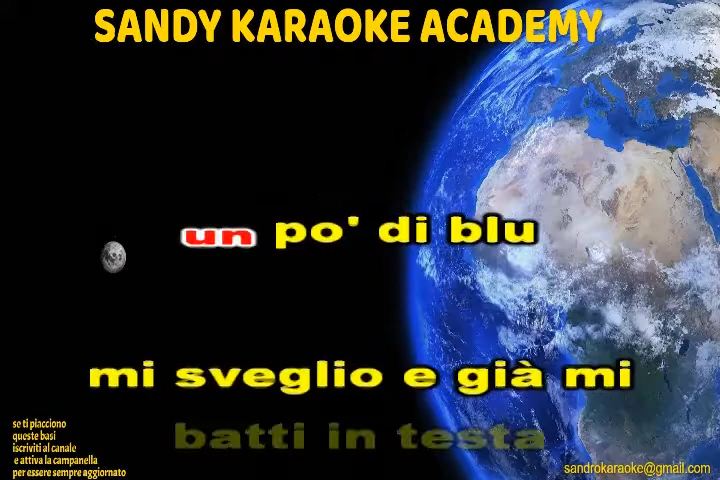 SANDY KARAOKE ACADEMY
un po' di blu
mi sveglio e già mi
batti in testa
se ti piacciono
queste basi
iscriviti al canale
e attiva la campanella
per essere sempre aggiornato
sandrokaraoke@gmail.com